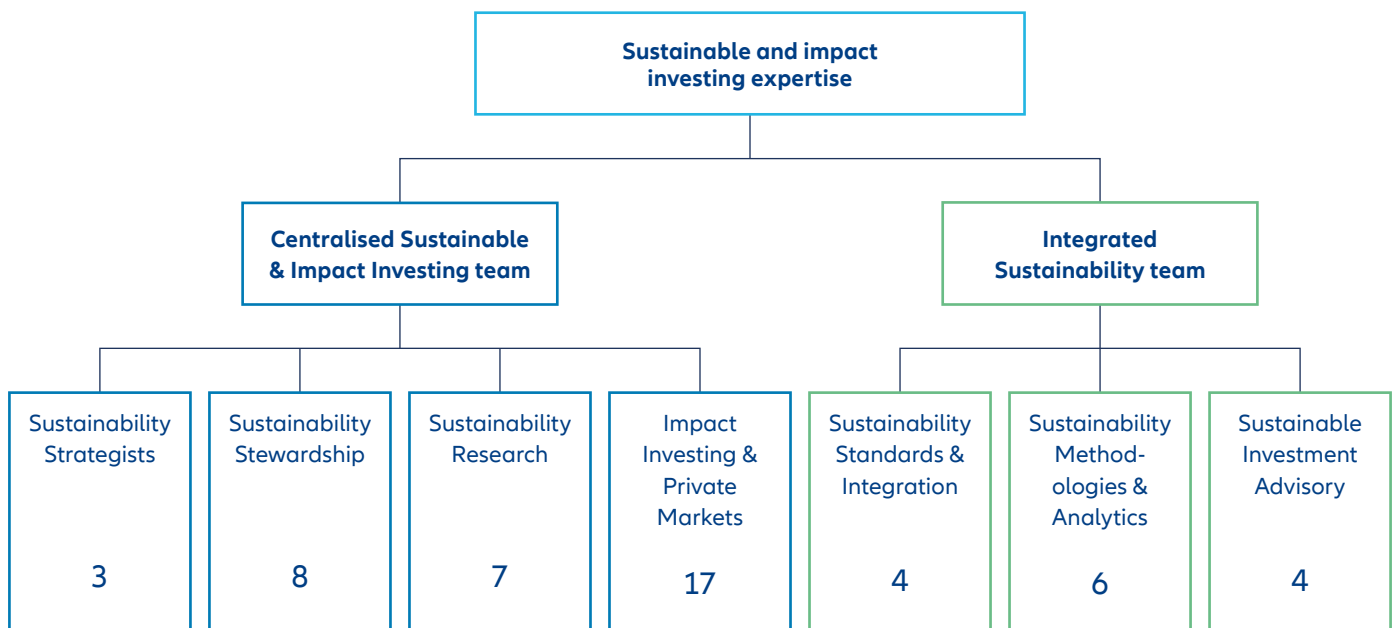 Sustainable and impact
investing expertise
Centralised Sustainable
& Impact Investing team
Integrated
Sustainability team
Sustainability
Strategists
3
Sustainability
Stewardship
8
Sustainability
Research
7
Impact
Investing &
Private
Markets
17
Sustainability
Standards &
Integration
4
Sustainability
Method-
ologies &
Analytics
6
Sustainable
Investment
Advisory
4